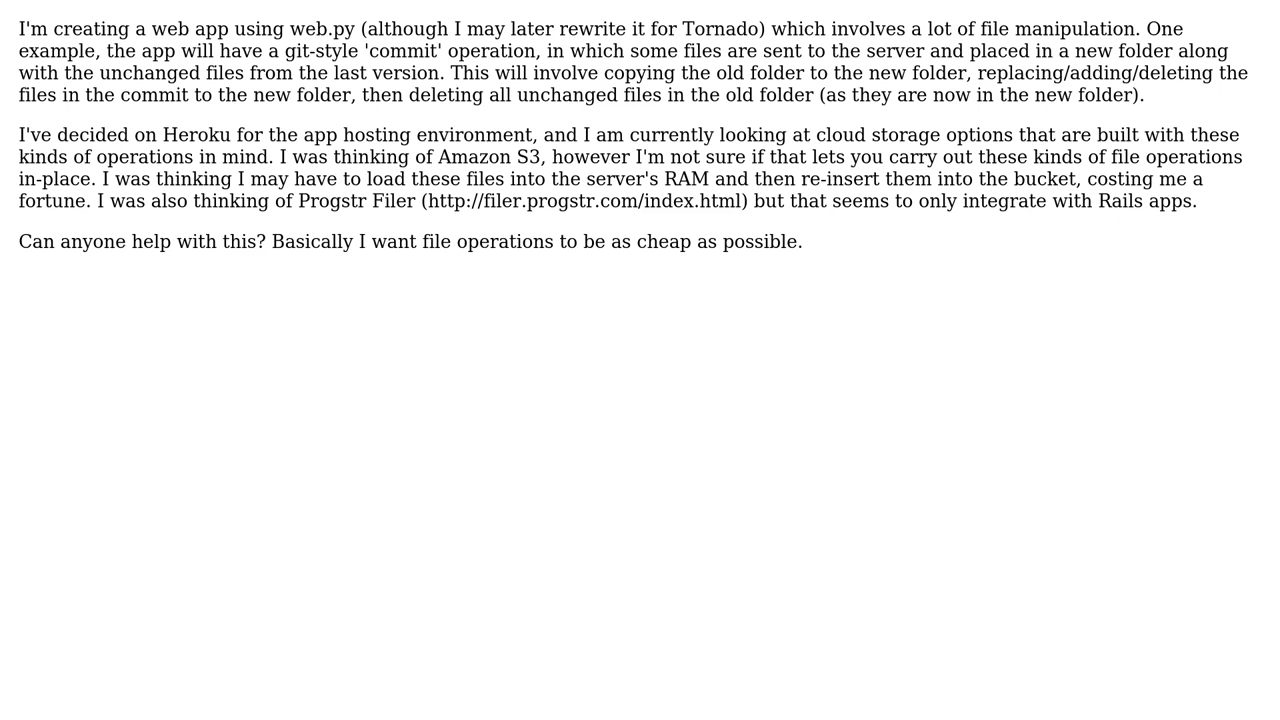 I'm creating a web app using web.py (although I may later rewrite it for Tornado) which involves a lot of file manipulation. One
example, the app will have a git-style 'commit' operation, in which some files are sent to the server and placed in a new folder along
with the unchanged files from the last version. This will involve copying the old folder to the new folder, replacing/adding/deleting the
files in the commit to the new folder, then deleting all unchanged files in the old folder (as they are now in the new folder).
I've decided on Heroku for the app hosting environment, and I am currently looking at cloud storage options that are built with these
kinds of operations in mind. I was thinking of Amazon S3, however I'm not sure if that lets you carry out these kinds of file operations
in-place. I was thinking I may have to load these files into the server's RAM and then re-insert them into the bucket, costing me a
fortune. I was also thinking of Progstr Filer (http://filer.progstr.com/index.html) but that seems to only integrate with Rails apps.
Can anyone help with this? Basically I want file operations to be as cheap as possible.